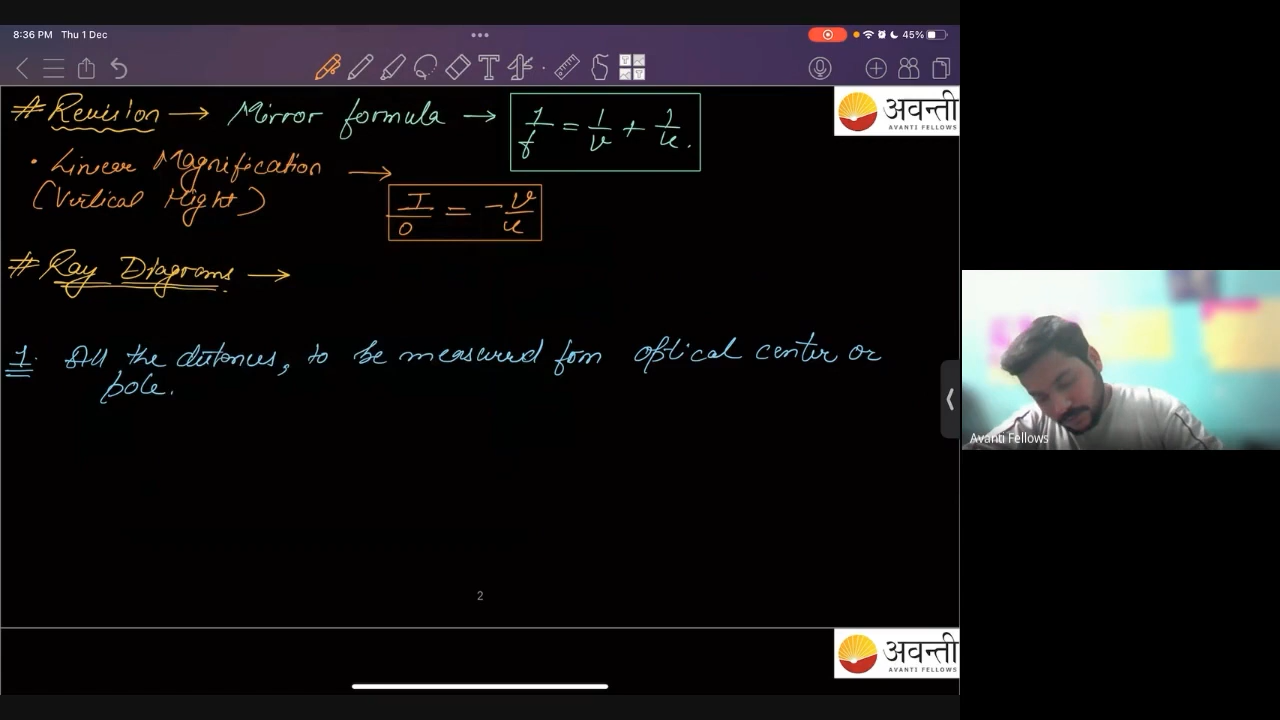 8:36 PM Thu 1 Dec
45%
# Revision → Mirror formula → 1/f = 1/v + 1/u.
• Linear Magnification →
(Virtical Hight)
I/O = -v/u
# Ray Diagrams →
1. All the distances, to be measured fom optical center or
pole.
2
अवन्ती
AVANTI FELLOWS
अवन्ती
AVANTI FELLOWS
Avanti Fellows